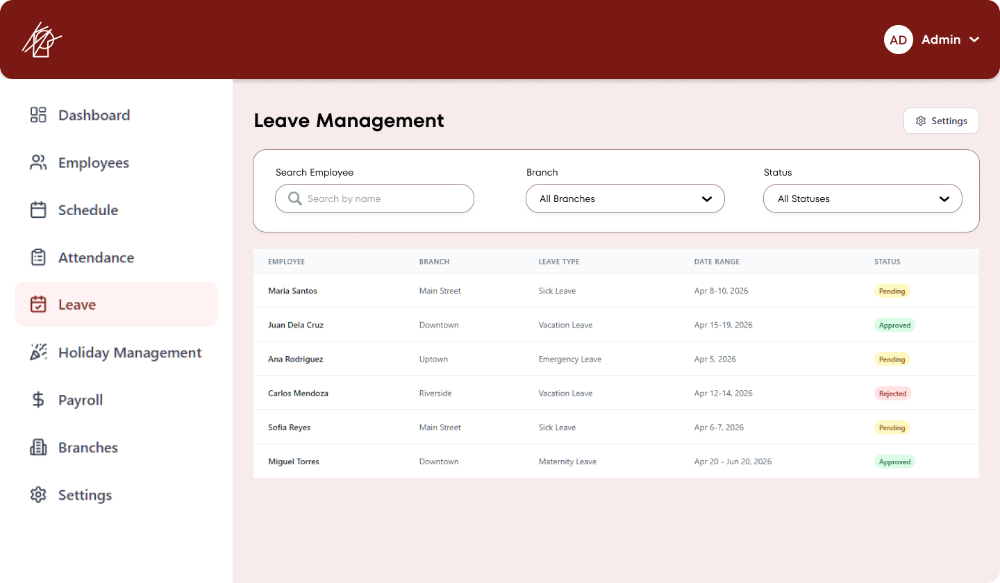 AD Admin
Dashboard
Employees
Schedule
Attendance
Leave
Holiday Management
Payroll
Branches
Settings
Leave Management
Settings
Search Employee Branch Status
Search by name All Branches All Statuses
EMPLOYEE BRANCH LEAVE TYPE DATE RANGE STATUS
Maria Santos Main Street Sick Leave Apr 8-10, 2026 Pending
Juan Dela Cruz Downtown Vacation Leave Apr 15-19, 2026 Approved
Ana Rodriguez Uptown Emergency Leave Apr 5, 2026 Pending
Carlos Mendoza Riverside Vacation Leave Apr 12-14, 2026 Rejected
Sofia Reyes Main Street Sick Leave Apr 6-7, 2026 Pending
Miguel Torres Downtown Maternity Leave Apr 20 - Jun 20, 2026 Approved